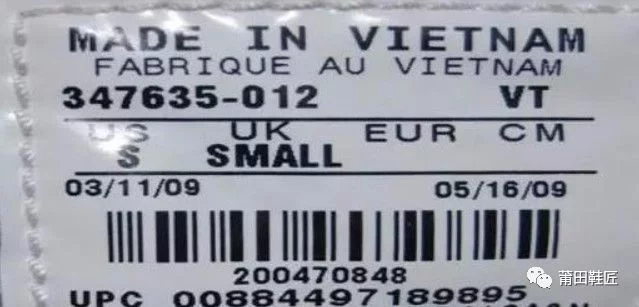 MADE IN VIETNAM
FABRIQUE AU VIETNAM
347635-012 VT
US UK EUR CM
S SMALL
03/11/09 05/16/09
200470848
UPC 00884497189895
莆田鞋匠